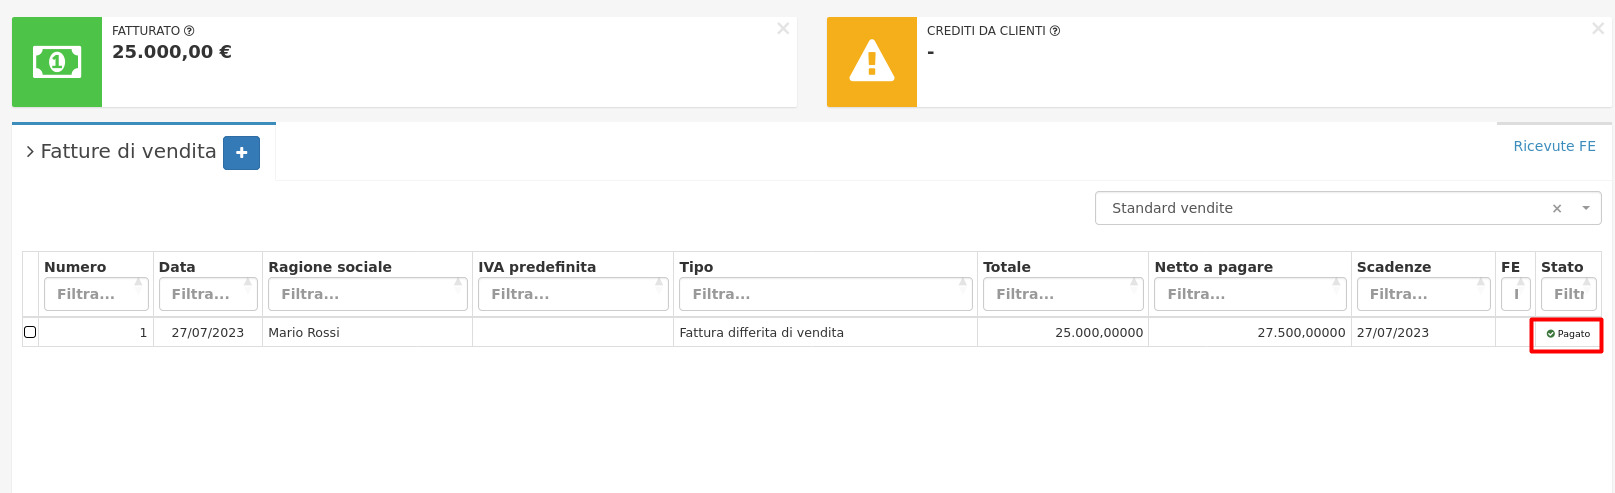 FATTURATO
25.000,00 €
CREDITI DA CLIENTI
-
Fatture di vendita
Ricevute FE
Standard vendite
Numero Data Ragione sociale IVA predefinita Tipo Totale Netto a pagare Scadenze FE Stato
Filtra... Filtra... Filtra... Filtra... Filtra... Filtra... Filtra... Filtra... Filtr
1 27/07/2023 Mario Rossi Fattura differita di vendita 25.000,00000 27.500,00000 27/07/2023 Pagato